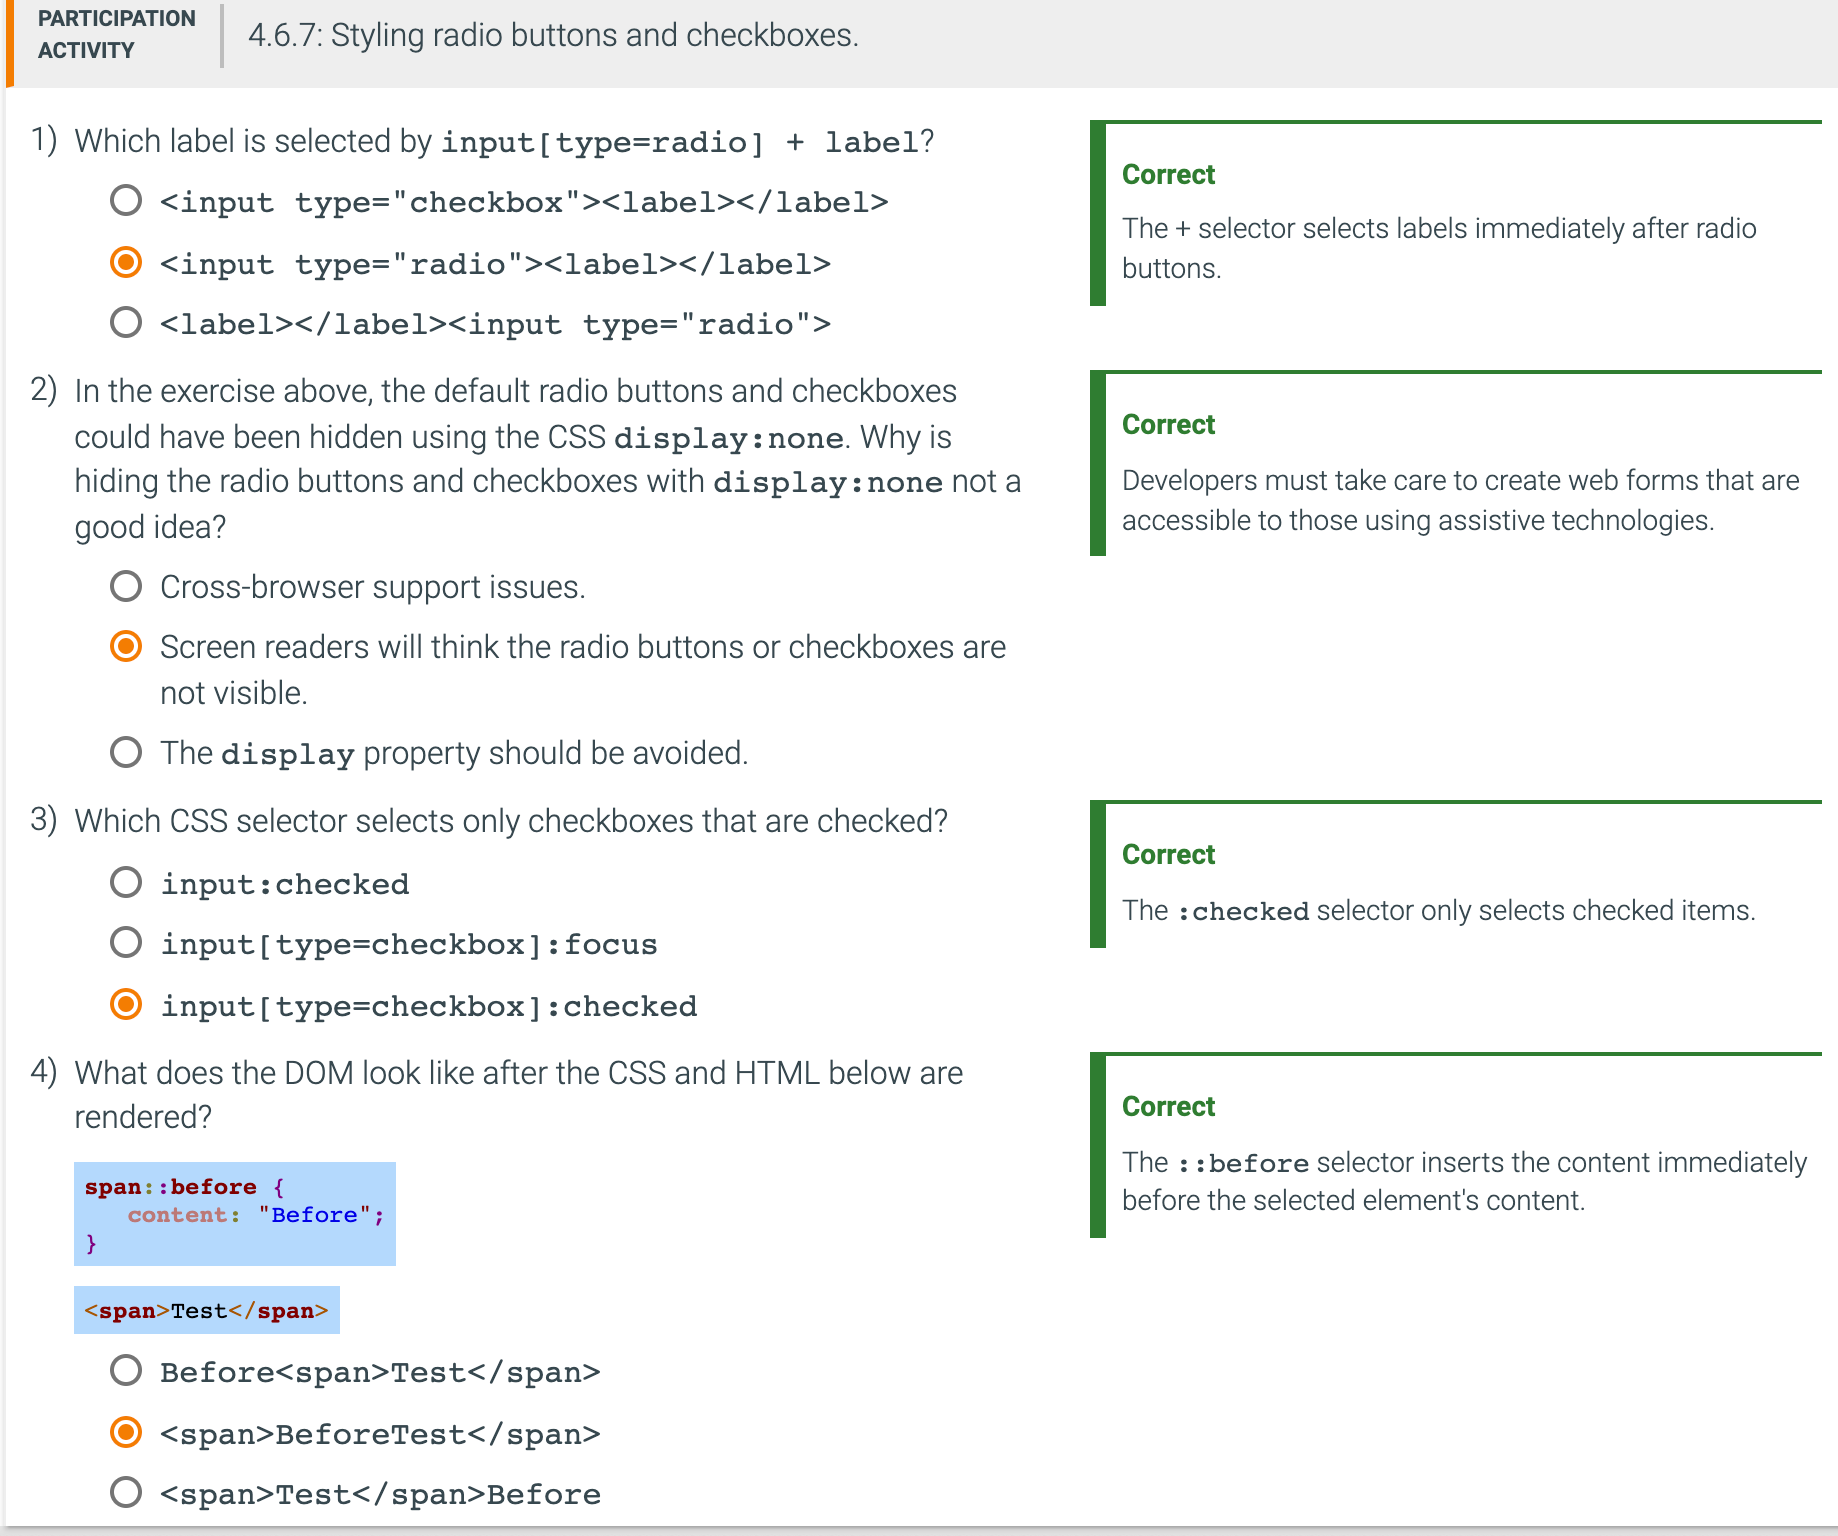 PARTICIPATION
ACTIVITY
4.6.7: Styling radio buttons and checkboxes.
1) Which label is selected by input[type=radio] + label?
<input type="checkbox"><label></label>
<input type="radio"><label></label>
<label></label><input type="radio">
Correct
The + selector selects labels immediately after radio
buttons.
2) In the exercise above, the default radio buttons and checkboxes
could have been hidden using the CSS display:none. Why is
hiding the radio buttons and checkboxes with display:none not a
good idea?
Cross-browser support issues.
Screen readers will think the radio buttons or checkboxes are
not visible.
The display property should be avoided.
Correct
Developers must take care to create web forms that are
accessible to those using assistive technologies.
3) Which CSS selector selects only checkboxes that are checked?
input:checked
input[type=checkbox]:focus
input[type=checkbox]:checked
Correct
The :checked selector only selects checked items.
4) What does the DOM look like after the CSS and HTML below are
rendered?
span::before {
content: "Before";
}
<span>Test</span>
Before<span>Test</span>
<span>BeforeTest</span>
<span>Test</span>Before
Correct
The ::before selector inserts the content immediately
before the selected element's content.